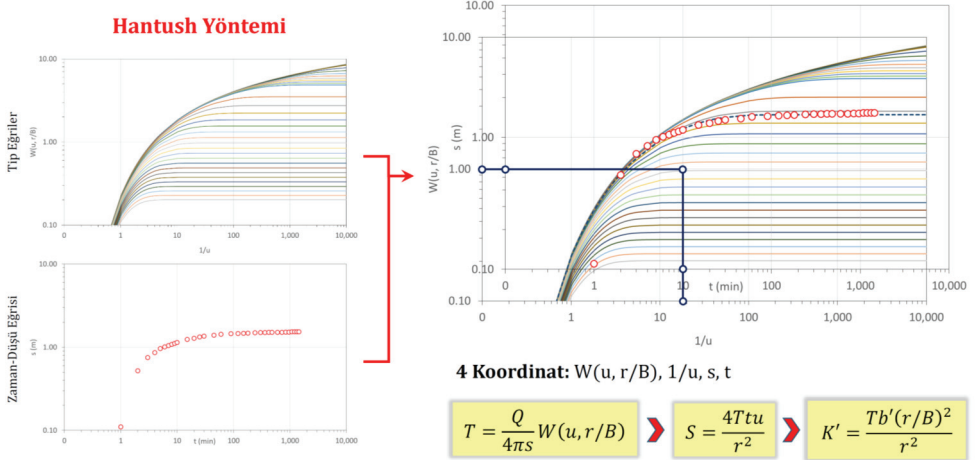 Hantush Yöntemi
Tip Eğriler
W(u, r/B)
10.00
1.00
0.10
0 1 10 100 1,000 10,000
1/u
Zaman-Düşü Eğrisi
s (m)
10.00
1.00
0.10
0 1 10 100 1,000 10,000
t (min)
10.00
10.00
W(u, r/B)
s (m)
1.00
1.00
0.10
0 1 10 100 1,000 10,000
t (min)
0.10
0 1 10 100 1,000 10,000
1/u
4 Koordinat: W(u, r/B), 1/u, s, t
T = Q/4πs W(u, r/B)
S = 4Ttu/r²
K′ = Tb′(r/B)²/r²